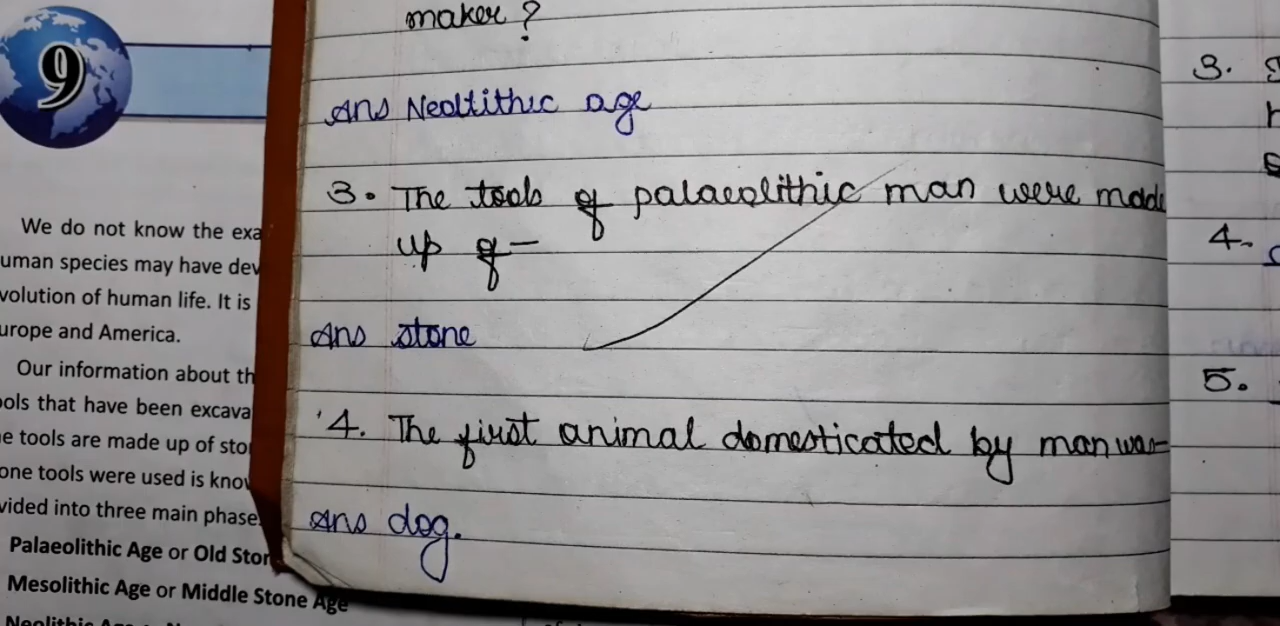 9
We do not know the exa
uman species may have dev
volution of human life. It is
urope and America.
Our information about th
ools that have been excava
e tools are made up of sto
one tools were used is know
vided into three main phase
Palaeolithic Age or Old Ston
Mesolithic Age or Middle Stone Age
maker?
Ans Neoltithic age
3. The tools of palaeolithic man were made
up of -
Ans stone
4. The first animal domesticated by man was-
Ans dog.
3.
4.
5.